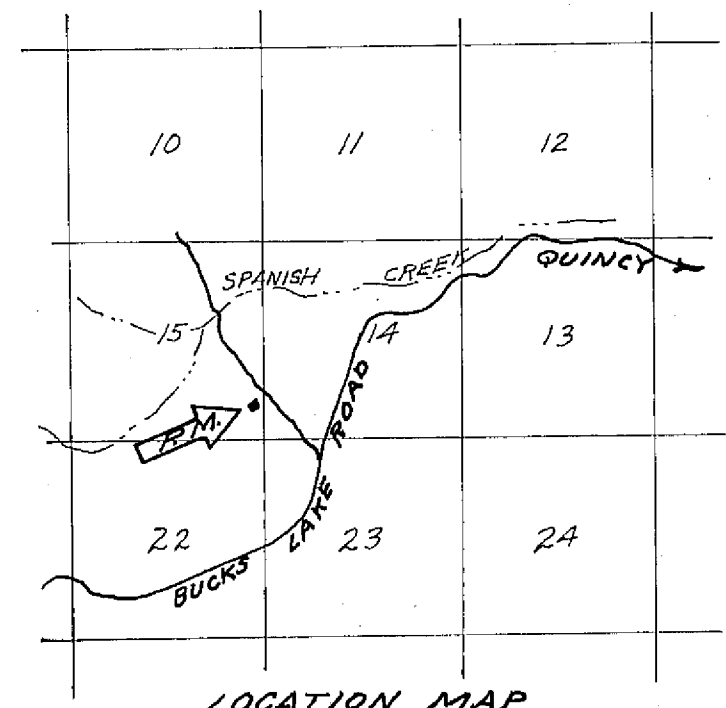 10 11 12
SPANISH CREEK
QUINCY
15 14 13
P.M.
BUCKS LAKE ROAD
22 23 24
LOCATION MAP